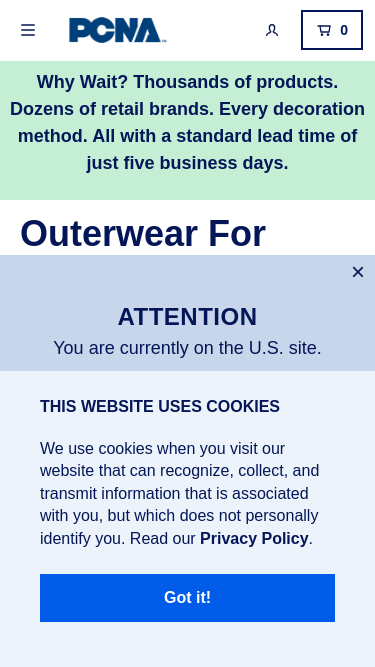 PCNA
0
Why Wait? Thousands of products.
Dozens of retail brands. Every decoration
method. All with a standard lead time of
just five business days.
Outerwear For
ATTENTION
You are currently on the U.S. site.
THIS WEBSITE USES COOKIES
We use cookies when you visit our
website that can recognize, collect, and
transmit information that is associated
with you, but which does not personally
identify you. Read our Privacy Policy.
Got it!